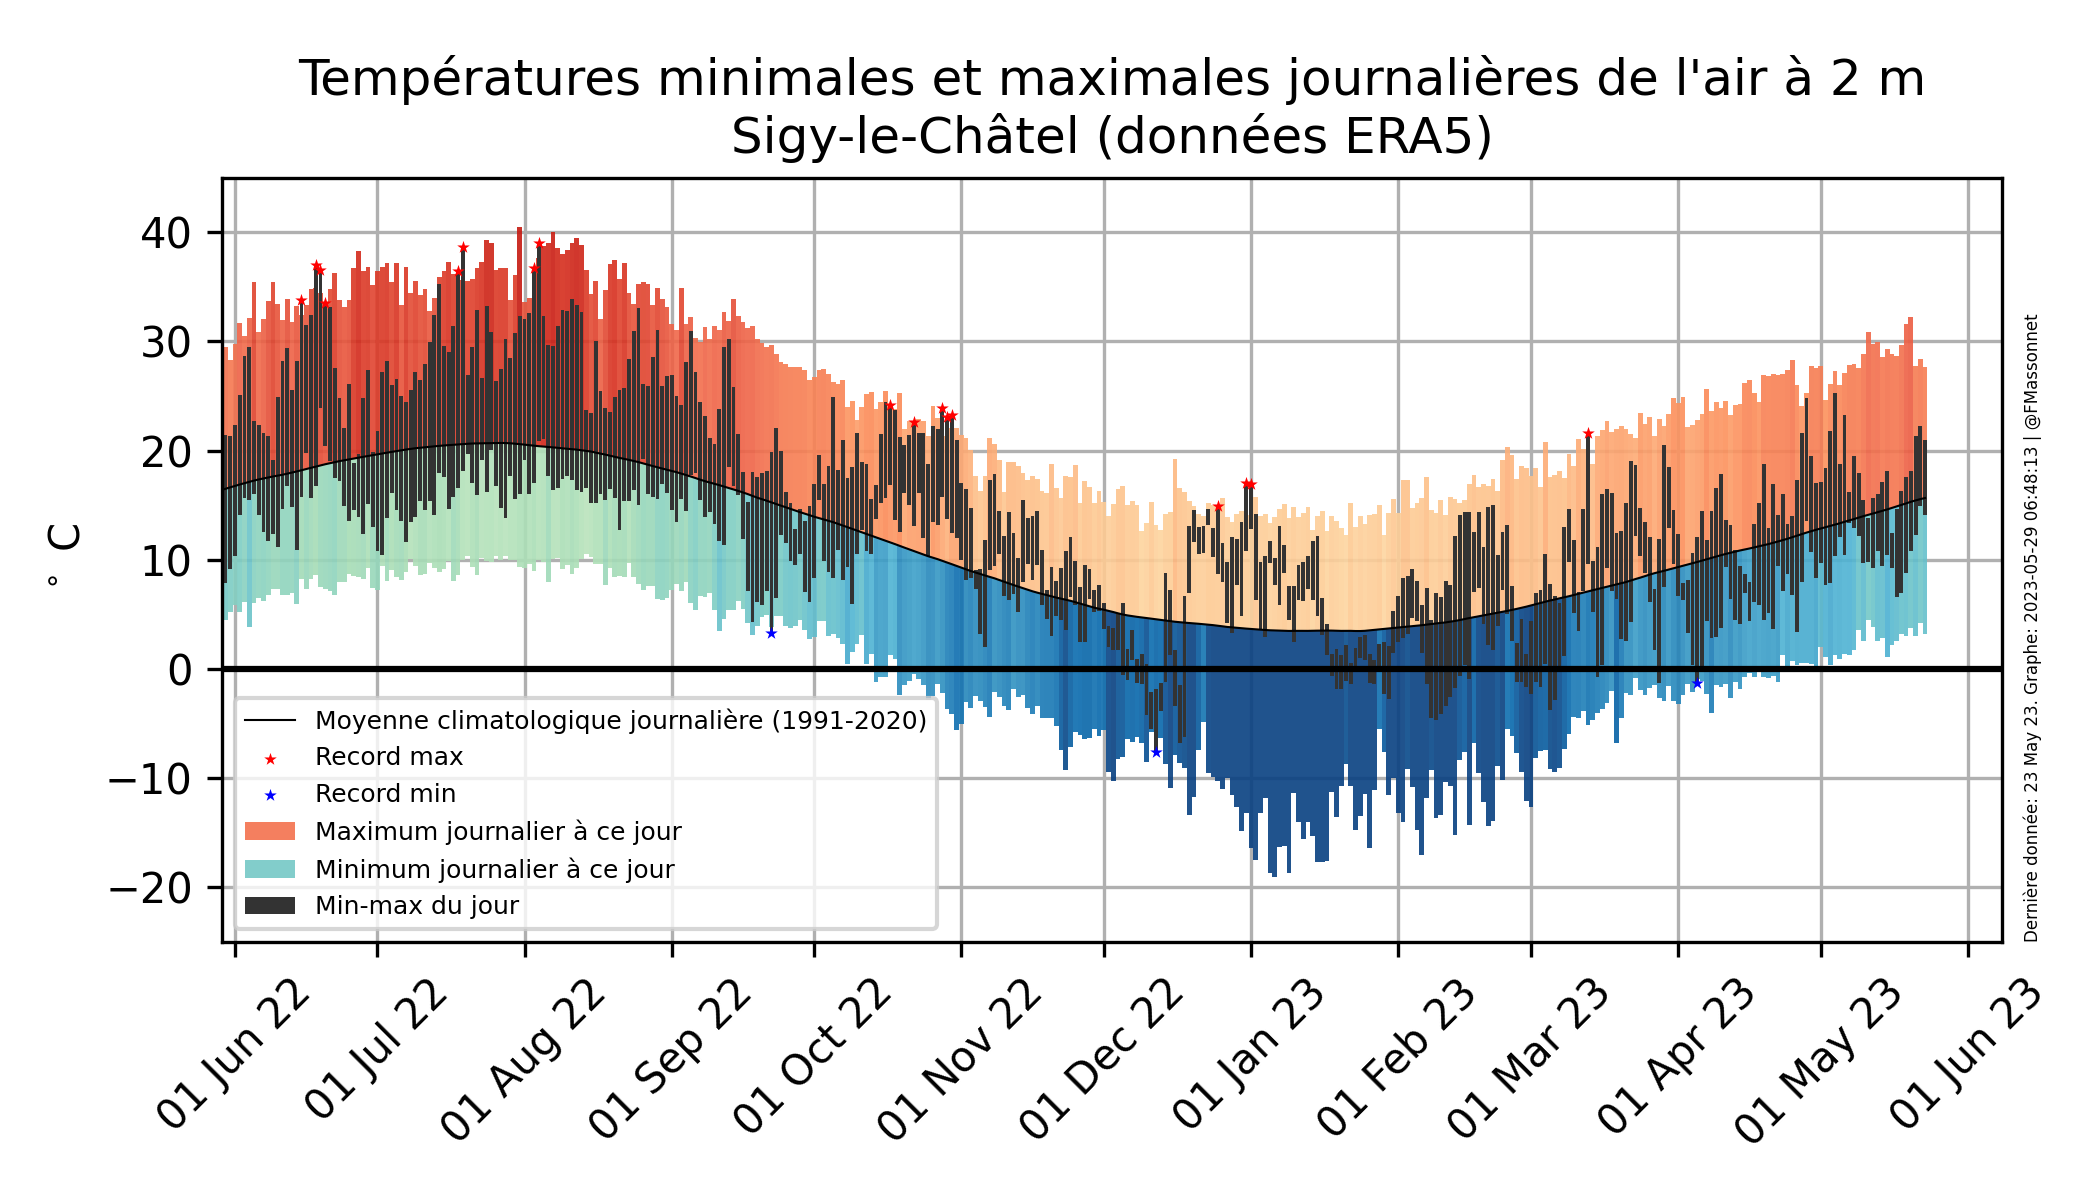 Températures minimales et maximales journalières de l'air à 2 m
Sigy-le-Châtel (données ERA5)
° C
40
30
20
10
0
−10
−20
Moyenne climatologique journalière (1991-2020)
Record max
Record min
Maximum journalier à ce jour
Minimum journalier à ce jour
Min-max du jour
01 Jun 22
01 Jul 22
01 Aug 22
01 Sep 22
01 Oct 22
01 Nov 22
01 Dec 22
01 Jan 23
01 Feb 23
01 Mar 23
01 Apr 23
01 May 23
01 Jun 23
Dernière donnée: 23 May 23. Graphe: 2023-05-29 06:48:13 | @FMassonnet